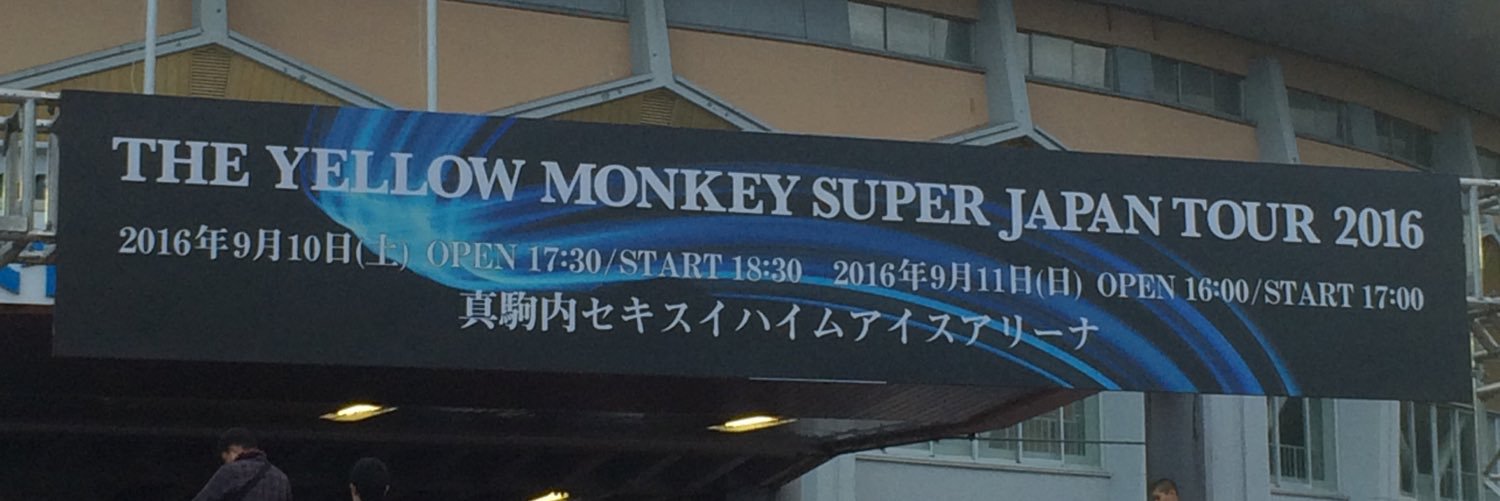 THE YELLOW MONKEY SUPER JAPAN TOUR 2016
2016年9月10日(土) OPEN 17:30/START 18:30 2016年9月11日(日) OPEN 16:00/START 17:00
真駒内セキスイハイムアイスアリーナ